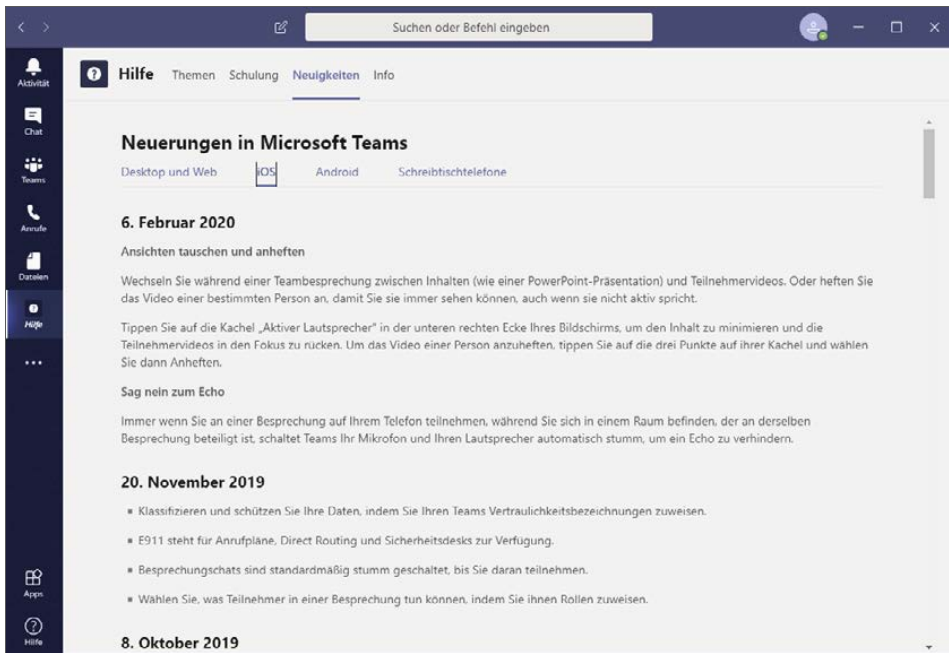 Suchen oder Befehl eingeben
Aktivität
Chat
Teams
Anrufe
Dateien
Hilfe
Apps
Hilfe
Hilfe Themen Schulung Neuigkeiten Info
Neuerungen in Microsoft Teams
Desktop und Web iOS Android Schreibtischtelefone
6. Februar 2020
Ansichten tauschen und anheften
Wechseln Sie während einer Teambesprechung zwischen Inhalten (wie einer PowerPoint-Präsentation) und Teilnehmervideos. Oder heften Sie
das Video einer bestimmten Person an, damit Sie sie immer sehen können, auch wenn sie nicht aktiv spricht.
Tippen Sie auf die Kachel „Aktiver Lautsprecher" in der unteren rechten Ecke Ihres Bildschirms, um den Inhalt zu minimieren und die
Teilnehmervideos in den Fokus zu rücken. Um das Video einer Person anzuheften, tippen Sie auf die drei Punkte auf ihrer Kachel und wählen
Sie dann Anheften.
Sag nein zum Echo
Immer wenn Sie an einer Besprechung auf Ihrem Telefon teilnehmen, während Sie sich in einem Raum befinden, der an derselben
Besprechung beteiligt ist, schaltet Teams Ihr Mikrofon und Ihren Lautsprecher automatisch stumm, um ein Echo zu verhindern.
20. November 2019
Klassifizieren und schützen Sie Ihre Daten, indem Sie Ihren Teams Vertraulichkeitsbezeichnungen zuweisen.
E911 steht für Anrufpläne, Direct Routing und Sicherheitsdesks zur Verfügung.
Besprechungschats sind standardmäßig stumm geschaltet, bis Sie daran teilnehmen.
Wählen Sie, was Teilnehmer in einer Besprechung tun können, indem Sie ihnen Rollen zuweisen.
8. Oktober 2019